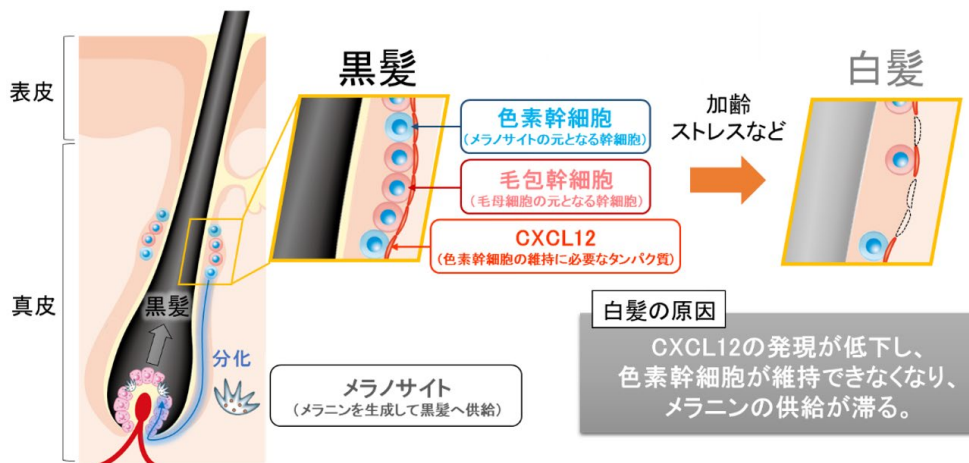 表皮
真皮
黒髪
分化
黒髪
色素幹細胞
(メラノサイトの元となる幹細胞)
毛包幹細胞
(毛母細胞の元となる幹細胞)
CXCL12
(色素幹細胞の維持に必要なタンパク質)
メラノサイト
(メラニンを生成して黒髪へ供給)
加齢
ストレスなど
白髪
白髪の原因
CXCL12の発現が低下し、
色素幹細胞が維持できなくなり、
メラニンの供給が滞る。